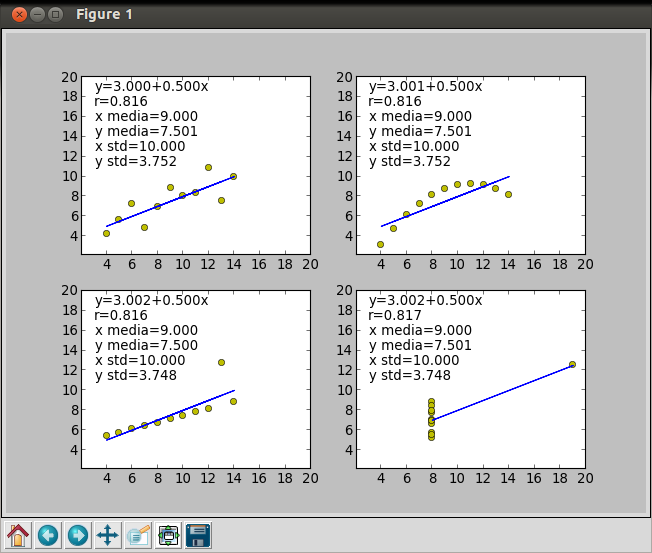 Figure 1
y=3.000+0.500x
r=0.816
x media=9.000
y media=7.501
x std=10.000
y std=3.752
20
18
16
14
12
10
8
6
4
4 6 8 10 12 14 16 18 20
y=3.001+0.500x
r=0.816
x media=9.000
y media=7.501
x std=10.000
y std=3.752
20
18
16
14
12
10
8
6
4
4 6 8 10 12 14 16 18 20
y=3.002+0.500x
r=0.816
x media=9.000
y media=7.500
x std=10.000
y std=3.748
20
18
16
14
12
10
8
6
4
4 6 8 10 12 14 16 18 20
y=3.002+0.500x
r=0.817
x media=9.000
y media=7.501
x std=10.000
y std=3.748
20
18
16
14
12
10
8
6
4
4 6 8 10 12 14 16 18 20